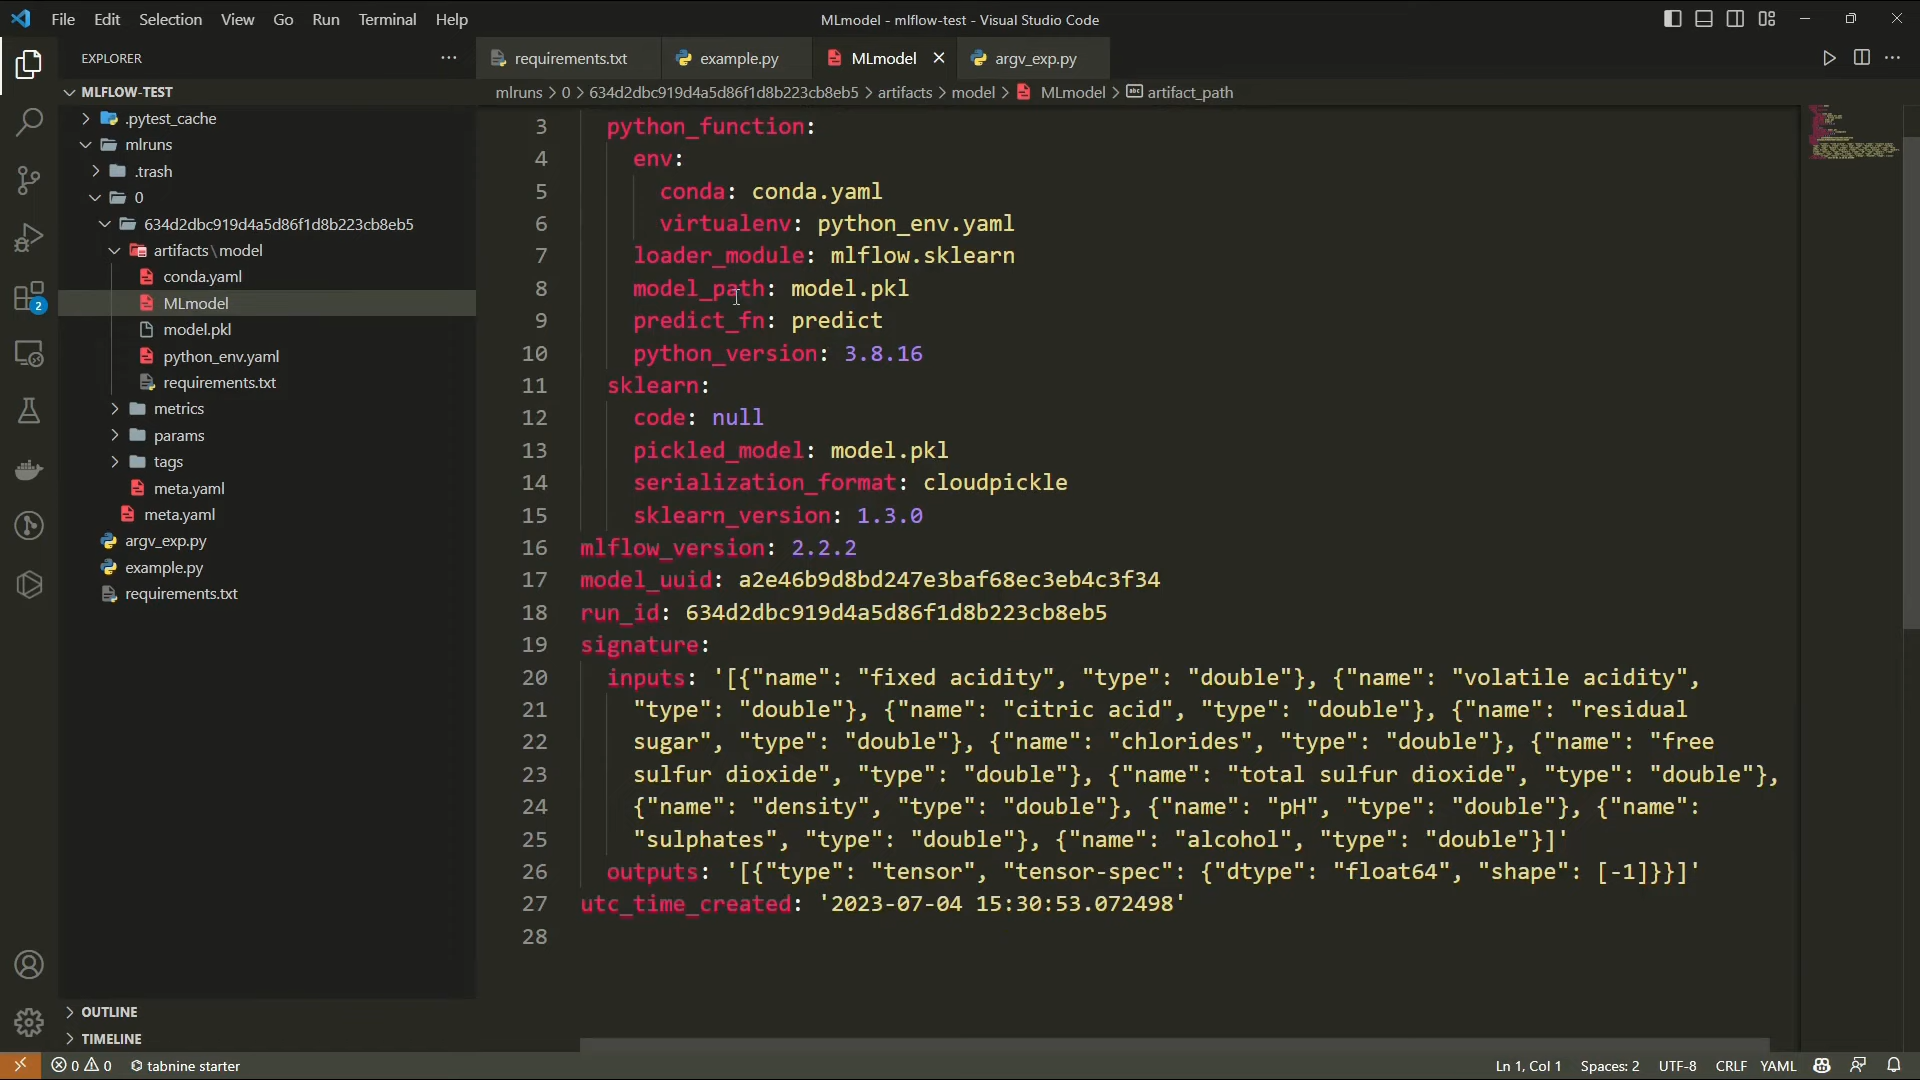 File Edit Selection View Go Run Terminal Help
MLmodel - mlflow-test - Visual Studio Code
EXPLORER
requirements.txt
example.py
MLmodel
argv_exp.py
mlruns > 0 > 634d2dbc919d4a5d86f1d8b223cb8eb5 > artifacts > model > MLmodel > artifact_path
MLFLOW-TEST
.pytest_cache
mlruns
.trash
0
634d2dbc919d4a5d86f1d8b223cb8eb5
artifacts\model
conda.yaml
MLmodel
model.pkl
python_env.yaml
requirements.txt
metrics
params
tags
meta.yaml
meta.yaml
argv_exp.py
example.py
requirements.txt
OUTLINE
TIMELINE
2
3 python_function:
4 env:
5 conda: conda.yaml
6 virtualenv: python_env.yaml
7 loader_module: mlflow.sklearn
8 model_path: model.pkl
9 predict_fn: predict
10 python_version: 3.8.16
11 sklearn:
12 code: null
13 pickled_model: model.pkl
14 serialization_format: cloudpickle
15 sklearn_version: 1.3.0
16 mlflow_version: 2.2.2
17 model_uuid: a2e46b9d8bd247e3baf68ec3eb4c3f34
18 run_id: 634d2dbc919d4a5d86f1d8b223cb8eb5
19 signature:
20 inputs: '[{"name": "fixed acidity", "type": "double"}, {"name": "volatile acidity",
21 "type": "double"}, {"name": "citric acid", "type": "double"}, {"name": "residual
22 sugar", "type": "double"}, {"name": "chlorides", "type": "double"}, {"name": "free
23 sulfur dioxide", "type": "double"}, {"name": "total sulfur dioxide", "type": "double"},
24 {"name": "density", "type": "double"}, {"name": "pH", "type": "double"}, {"name":
25 "sulphates", "type": "double"}, {"name": "alcohol", "type": "double"}]'
26 outputs: '[{"type": "tensor", "tensor-spec": {"dtype": "float64", "shape": [-1]}}]'
27 utc_time_created: '2023-07-04 15:30:53.072498'
28
0 0 tabnine starter
Ln 1, Col 1 Spaces: 2 UTF-8 CRLF YAML